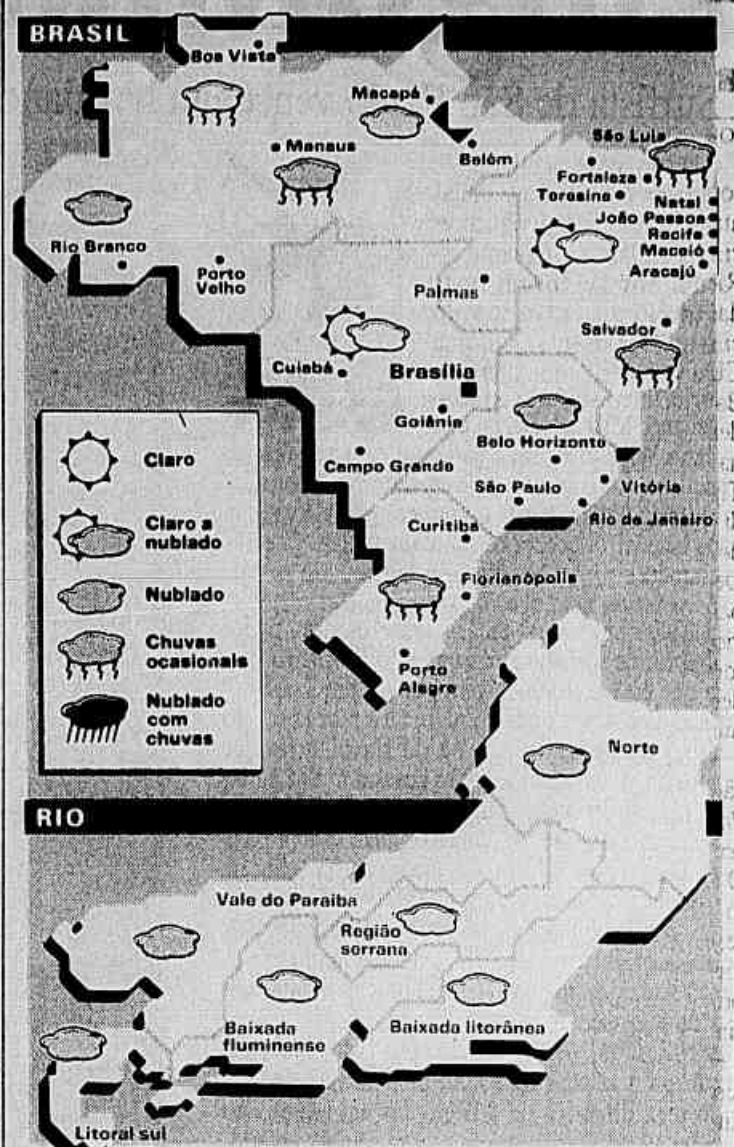 BRASIL
Boa Vista
Macapá
Manaus
Belém
São Luis
Fortaleza
Teresina
Natal
João Pessoa
Recife
Maceió
Aracajú
Rio Branco
Porto
Velho
Palmas
Salvador
Cuiabá
Brasília
Goiânia
Belo Horizonte
Campo Grande
São Paulo
Vitória
Rio de Janeiro
Curitiba
Florianópolis
Porto
Alegre
Claro
Claro a
nublado
Nublado
Chuvas
ocasionais
Nublado
com
chuvas
RIO
Norte
Vale do Paraíba
Região
serrana
Baixada
fluminense
Baixada litorânea
Litoral sul